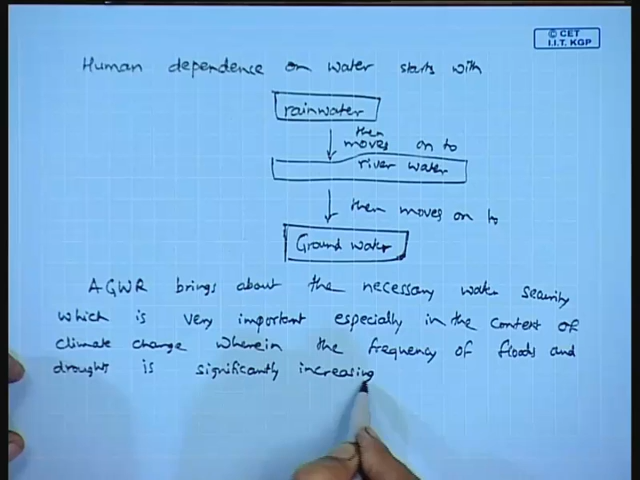 © CET
I.I.T. KGP
Human dependence on water starts with
rainwater
then
moves on to
river water
then moves on to
Ground water
AGWR brings about the necessary water security
which is very important especially in the context of
climate change wherein the frequency of floods and
droughts is significantly increasing